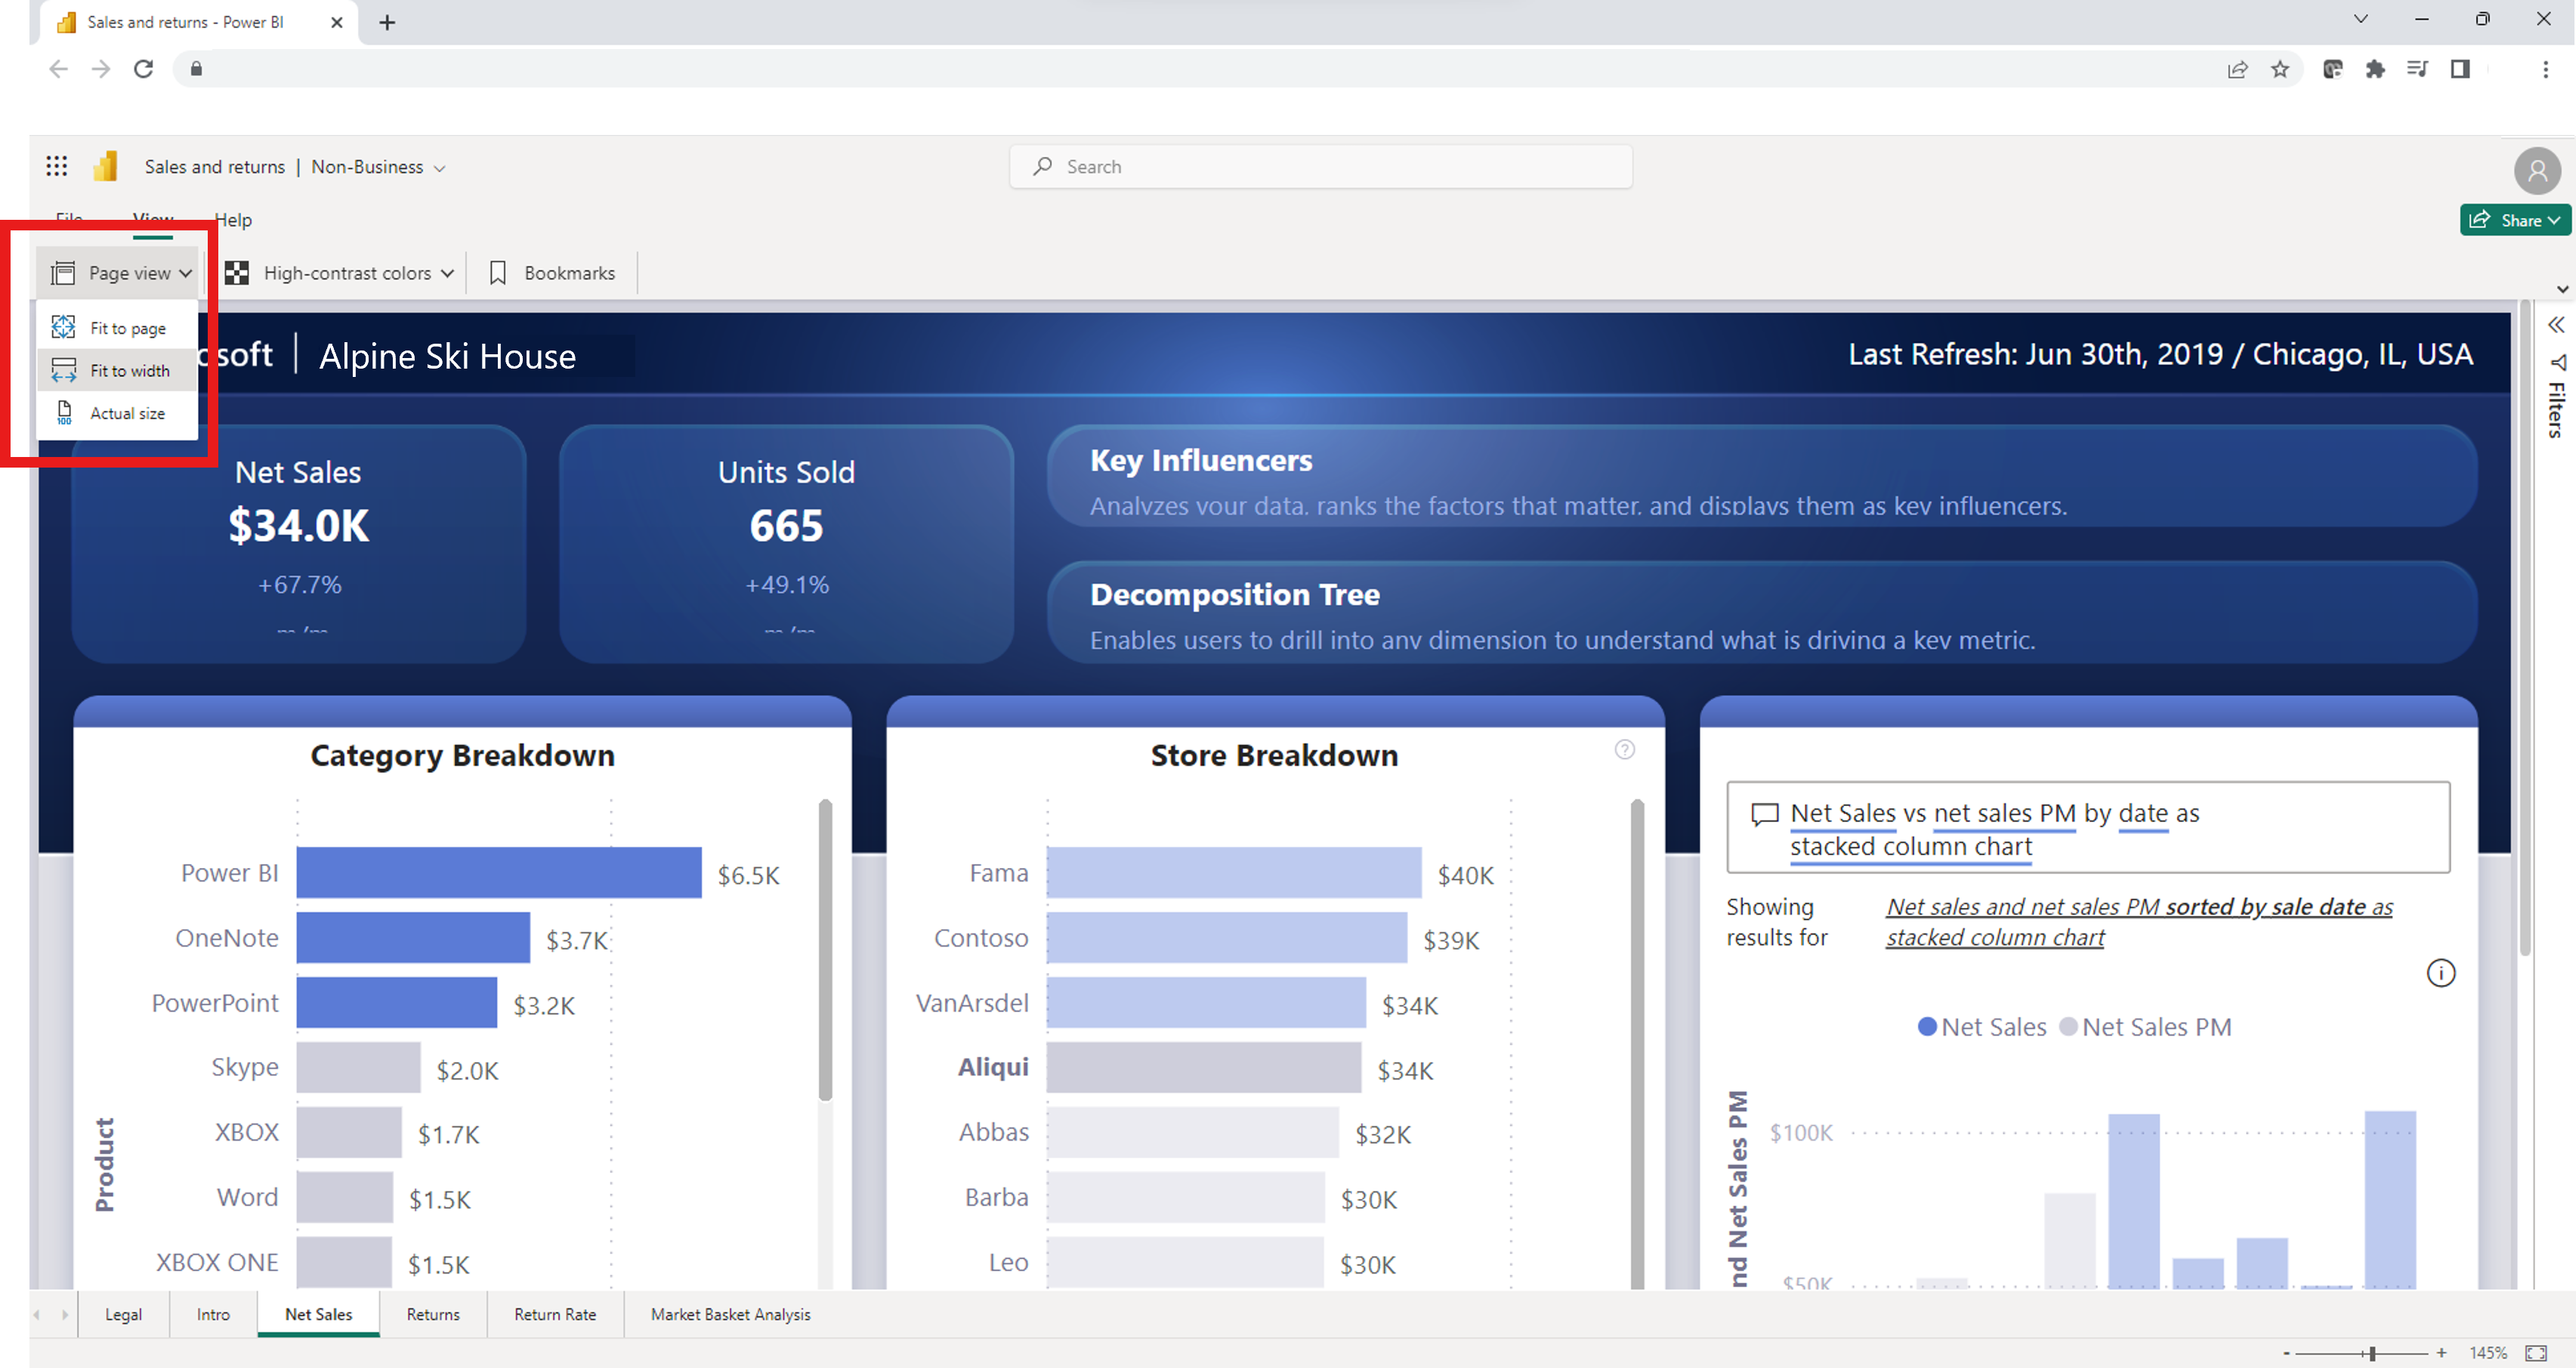 Sales and returns - Power BI
Sales and returns | Non-Business
Search
File View Help
Share
Page view
High-contrast colors
Bookmarks
Fit to page
Fit to width
Actual size
osoft | Alpine Ski House
Last Refresh: Jun 30th, 2019 / Chicago, IL, USA
Filters
Net Sales
$34.0K
+67.7%
Units Sold
665
+49.1%
Key Influencers
Analyzes your data, ranks the factors that matter, and displays them as key influencers.
Decomposition Tree
Enables users to drill into any dimension to understand what is driving a key metric.
Category Breakdown
Product
Power BI $6.5K
OneNote $3.7K
PowerPoint $3.2K
Skype $2.0K
XBOX $1.7K
Word $1.5K
XBOX ONE $1.5K
Store Breakdown
Fama $40K
Contoso $39K
VanArsdel $34K
Aliqui $34K
Abbas $32K
Barba $30K
Leo $30K
Net Sales vs net sales PM by date as
stacked column chart
Showing
results for
Net sales and net sales PM sorted by sale date as
stacked column chart
Net Sales Net Sales PM
nd Net Sales PM
$100K
$50K
Legal Intro Net Sales Returns Return Rate Market Basket Analysis
- + 145%